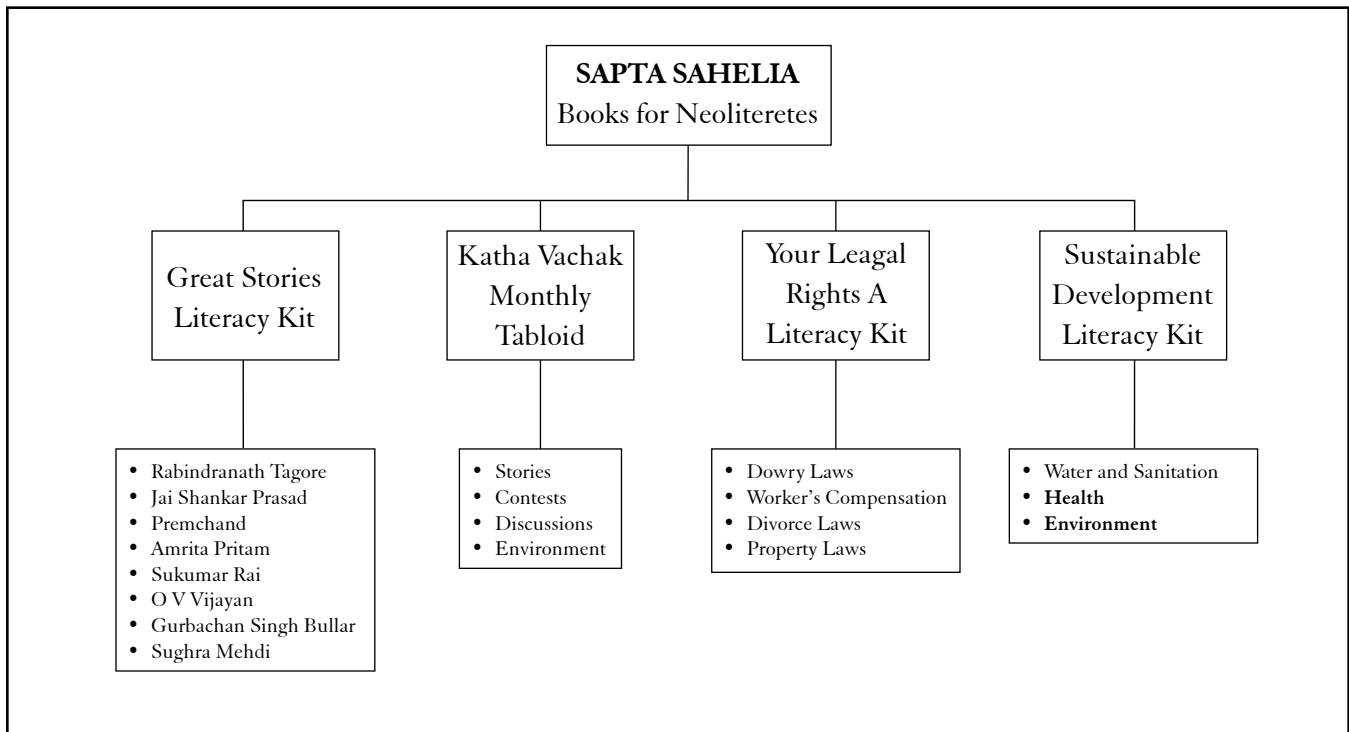 SAPTA SAHELIA
Books for Neoliteretes
Great Stories
Literacy Kit
Katha Vachak
Monthly
Tabloid
Your Leagal
Rights A
Literacy Kit
Sustainable
Development
Literacy Kit
• Rabindranath Tagore
• Jai Shankar Prasad
• Premchand
• Amrita Pritam
• Sukumar Rai
• O V Vijayan
• Gurbachan Singh Bullar
• Sughra Mehdi
• Stories
• Contests
• Discussions
• Environment
• Dowry Laws
• Worker’s Compensation
• Divorce Laws
• Property Laws
• Water and Sanitation
• Health
• Environment